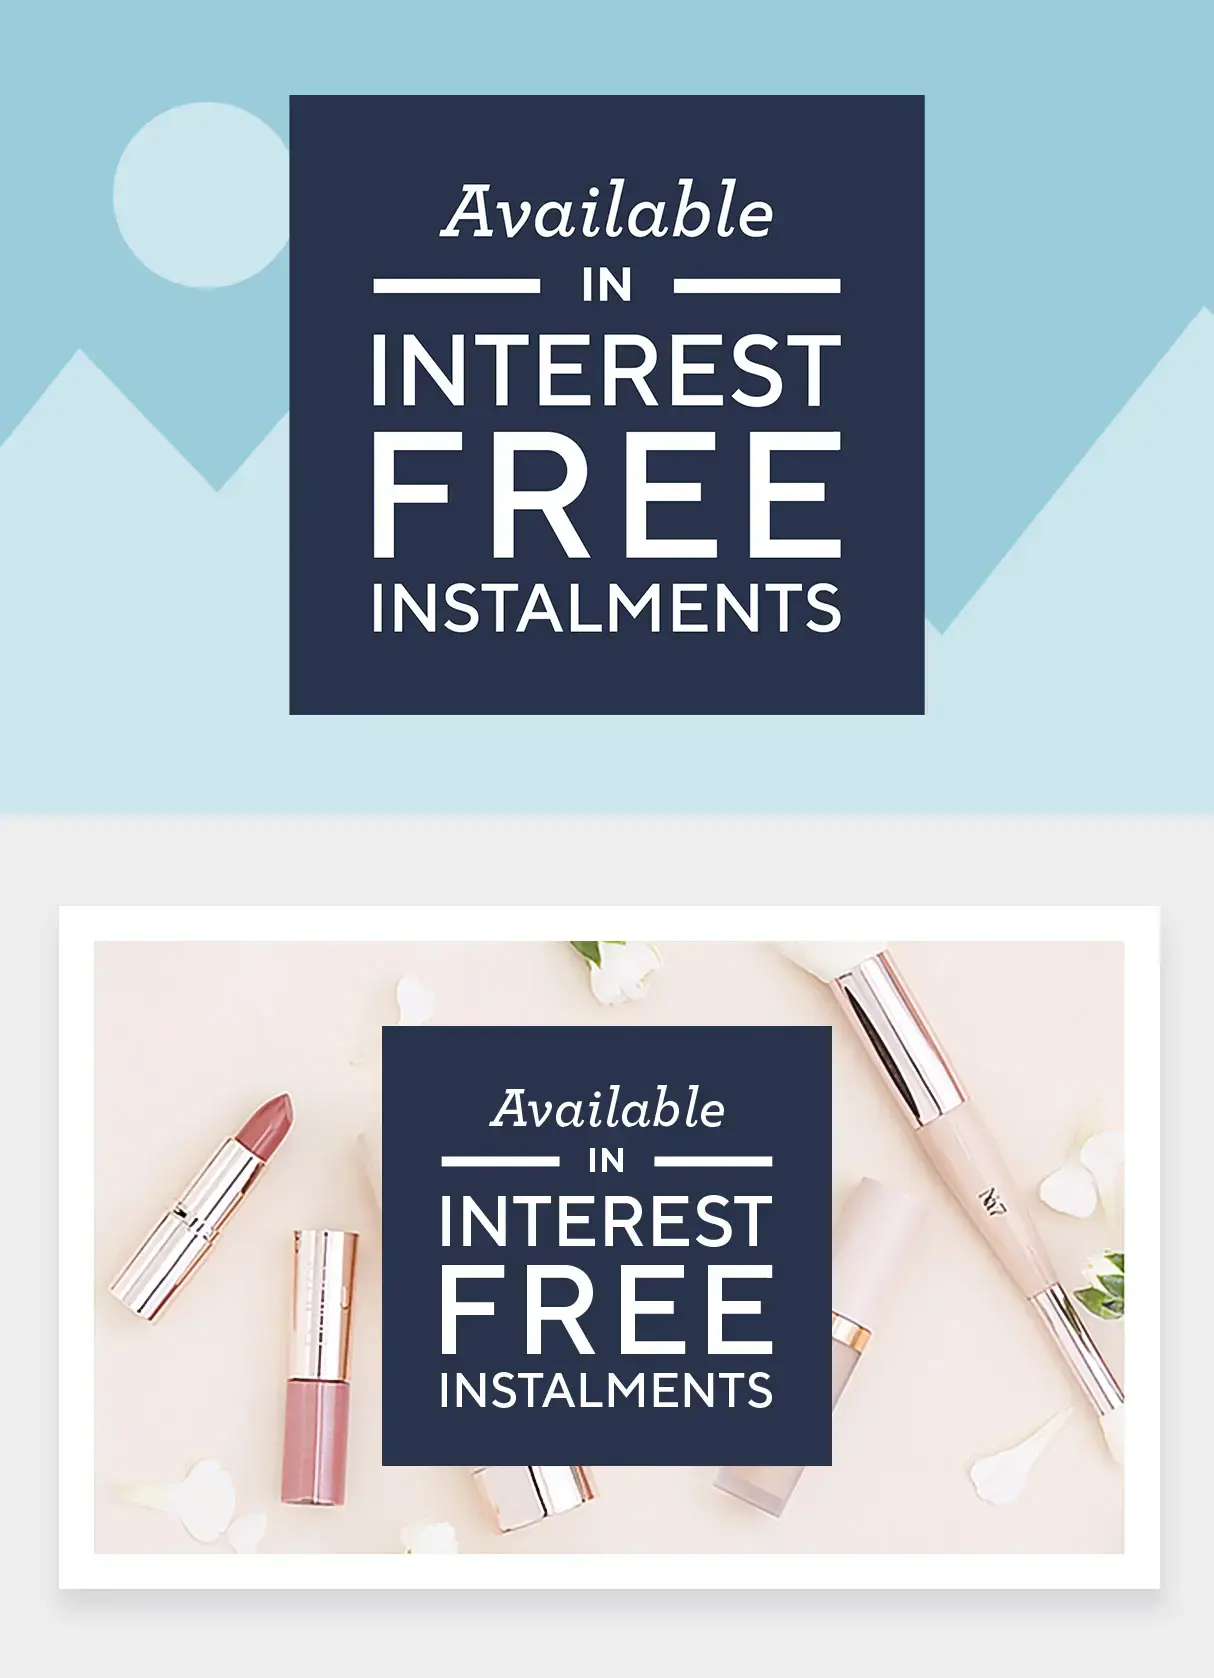 Available
IN
INTEREST
FREE
INSTALMENTS
Available
IN
INTEREST
FREE
INSTALMENTS